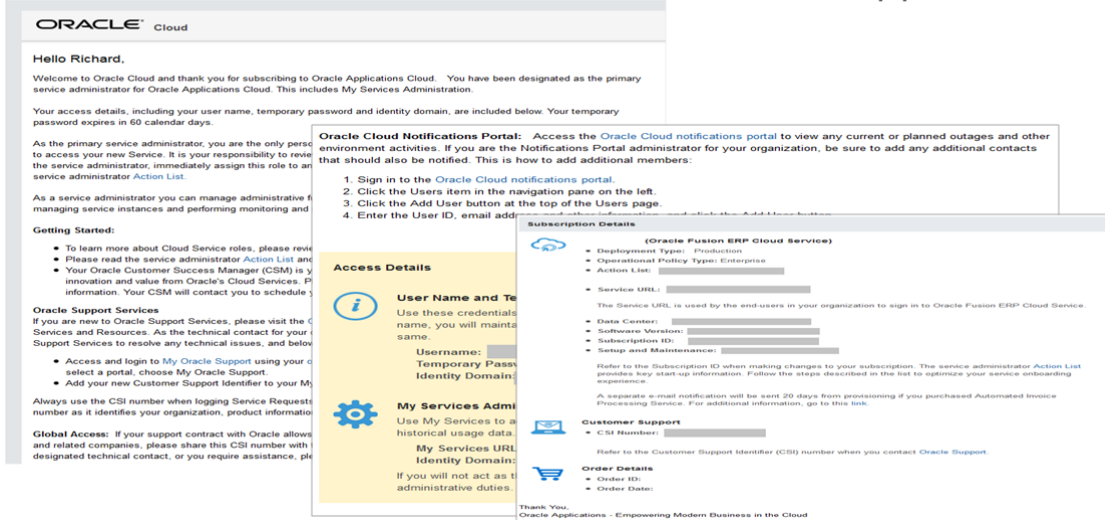 ORACLE Cloud
Hello Richard,
Welcome to Oracle Cloud and thank you for subscribing to Oracle Applications Cloud. You have been designated as the primary
service administrator for Oracle Applications Cloud. This includes My Services Administration.
Your access details, including your user name, temporary password and identity domain, are included below. Your temporary
password expires in 60 calendar days.
As the primary service administrator, you are the only
to access your new Service. It is your responsibility to
the service administrator, immediately assign this role to
service administrator Action List.
As a service administrator you can manage administrative
managing service instances and performing monitoring and
Getting Started:
• To learn more about Cloud Service roles, please
• Please read the service administrator Action List and
• Your Oracle Customer Success Manager (CSM) is
innovation and value from Oracle's Cloud Services.
information. Your CSM will contact you to schedule
Oracle Support Services
If you are new to Oracle Support Services, please visit the
Services and Resources. As the technical contact for your
Support Services to resolve any technical issues, and
• Access and login to My Oracle Support using your
select a portal, choose My Oracle Support.
• Add your new Customer Support Identifier to your My
Always use the CSI number when logging Service Requests
number as it identifies your organization, product
Global Access: If your support contract with Oracle allows
and related companies, please share this CSI number with
designated technical contact, or you require assistance,
Oracle Cloud Notifications Portal: Access the Oracle Cloud notifications portal to view any current or planned outages and other
environment activities. If you are the Notifications Portal administrator for your organization, be sure to add any additional contacts
that should also be notified. This is how to add additional members:
1. Sign in to the Oracle Cloud notifications portal.
2. Click the Users item in the navigation pane on the left.
3. Click the Add User button at the top of the Users page.
4. Enter the User ID, email address and other information, and click the Add User button
Access Details
User Name and
Use these credentials
name, you will
same.
Username:
Temporary
Identity Domain:
My Services
Use My Services to
historical usage data.
My Services URL
Identity Domain:
If you will not act as
administrative duties.
Subscription Details
(Oracle Fusion ERP Cloud Service)
• Deployment Type: Production
• Operational Policy Type: Enterprise
• Action List:
• Service URL:
The Service URL is used by the end-users in your organization to sign in to Oracle Fusion ERP Cloud Service.
• Data Center:
• Software Version:
• Subscription ID:
• Setup and Maintenance:
Refer to the Subscription ID when making changes to your subscription. The service administrator Action List
provides key start-up information. Follow the steps described in the list to optimize your service onboarding
experience.
A separate e-mail notification will be sent 20 days from provisioning if you purchased Automated Invoice
Processing Service. For additional information, go to this link.
Customer Support
• CSI Number:
Refer to the Customer Support Identifier (CSI) number when you contact Oracle Support.
Order Details
• Order ID:
• Order Date:
Thank You,
Oracle Applications - Empowering Modern Business in the Cloud